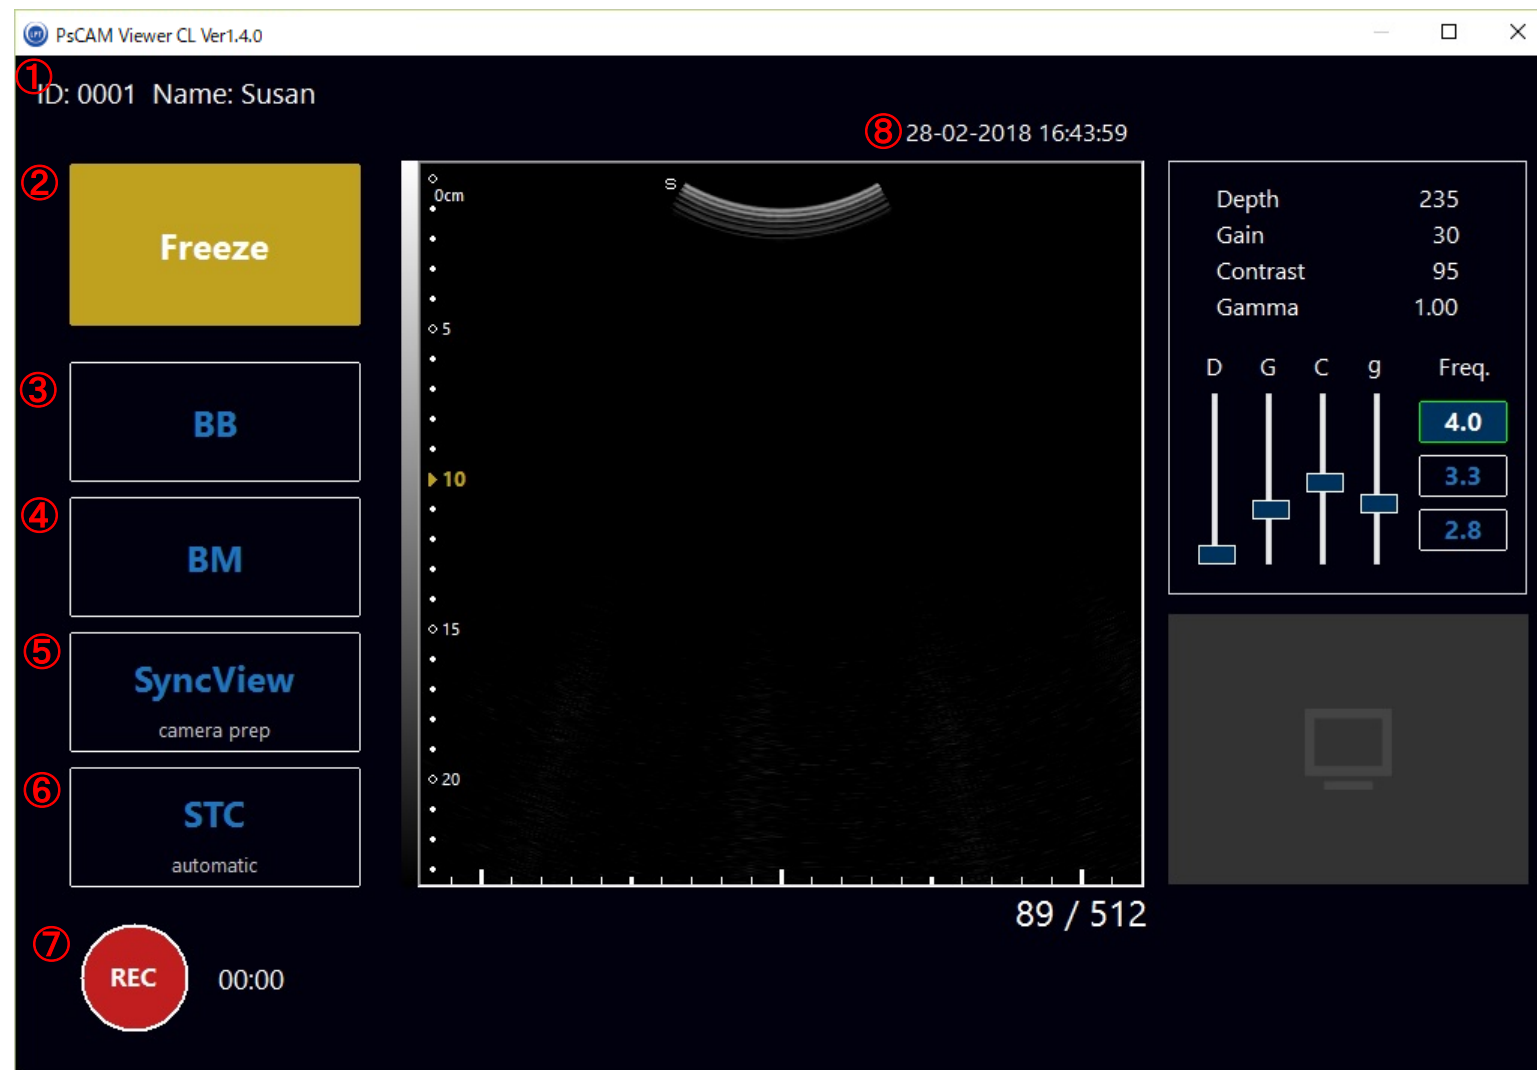 PsCAM Viewer CL Ver1.4.0
①
ID: 0001 Name: Susan
⑧ 28-02-2018 16:43:59
②
Freeze
③
BB
④
BM
⑤
SyncView
camera prep
⑥
STC
automatic
⑦
REC 00:00
S
0cm
5
10
15
20
89 / 512
Depth 235
Gain 30
Contrast 95
Gamma 1.00
D G C g Freq.
4.0
3.3
2.8